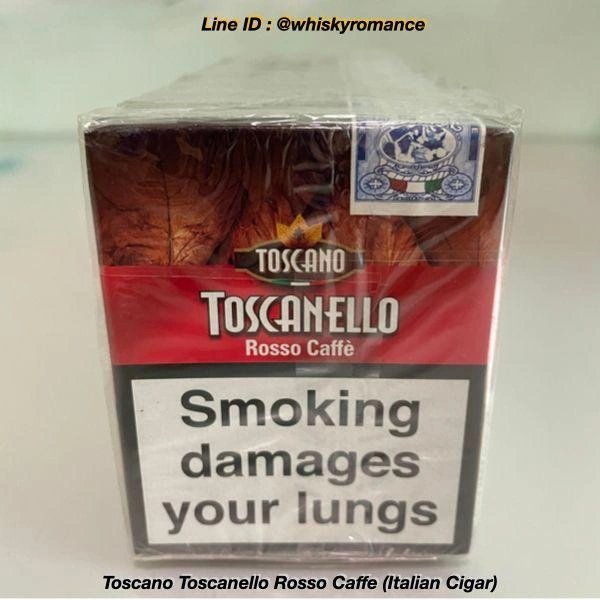 Line ID : @whiskyromance
TOSCANO
TOSCANELLO
Rosso Caffè
Smoking
damages
your lungs
Toscano Toscanello Rosso Caffe (Italian Cigar)